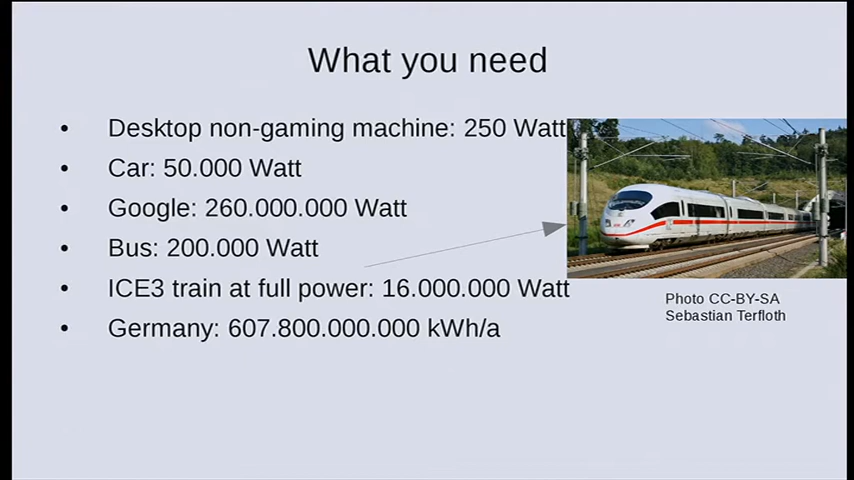 What you need
• Desktop non-gaming machine: 250 Watt
• Car: 50.000 Watt
• Google: 260.000.000 Watt
• Bus: 200.000 Watt
• ICE3 train at full power: 16.000.000 Watt
• Germany: 607.800.000.000 kWh/a
Photo CC-BY-SA
Sebastian Terfloth